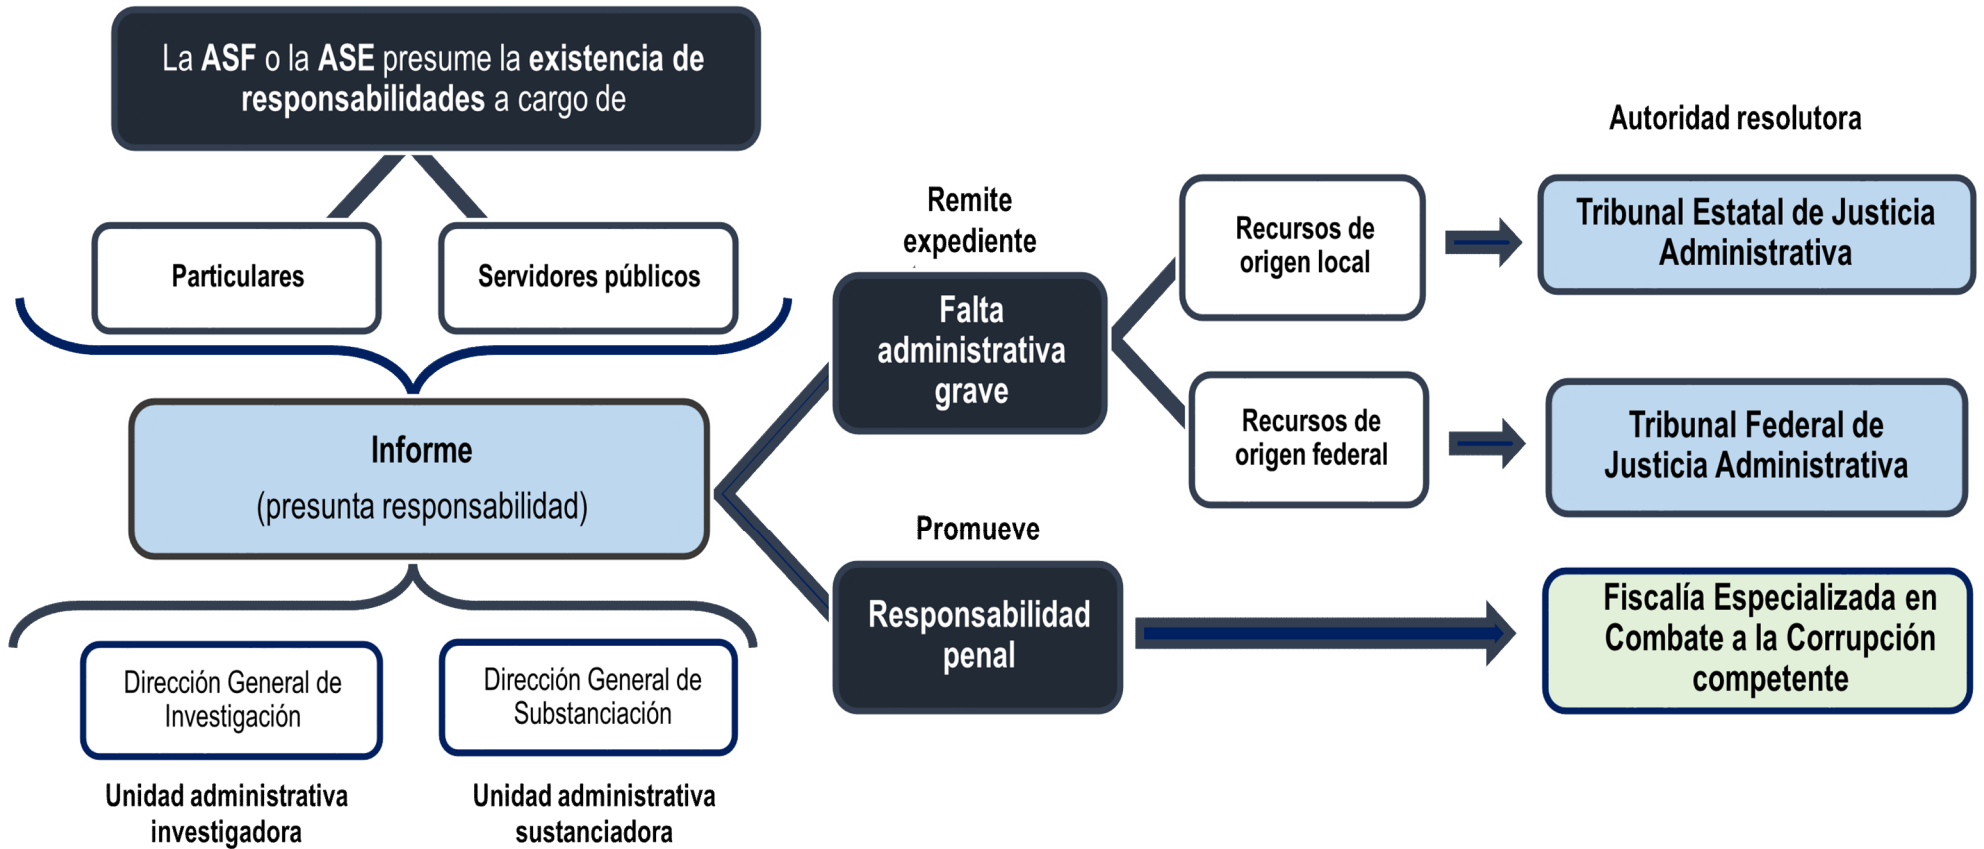 La ASF o la ASE presume la existencia de
responsabilidades a cargo de
Particulares
Servidores públicos
Informe
(presunta responsabilidad)
Dirección General de
Investigación
Unidad administrativa
investigadora
Dirección General de
Substanciación
Unidad administrativa
sustanciadora
Remite
expediente
Falta
administrativa
grave
Promueve
Responsabilidad
penal
Recursos de
origen local
Recursos de
origen federal
Autoridad resolutora
Tribunal Estatal de Justicia
Administrativa
Tribunal Federal de
Justicia Administrativa
Fiscalía Especializada en
Combate a la Corrupción
competente